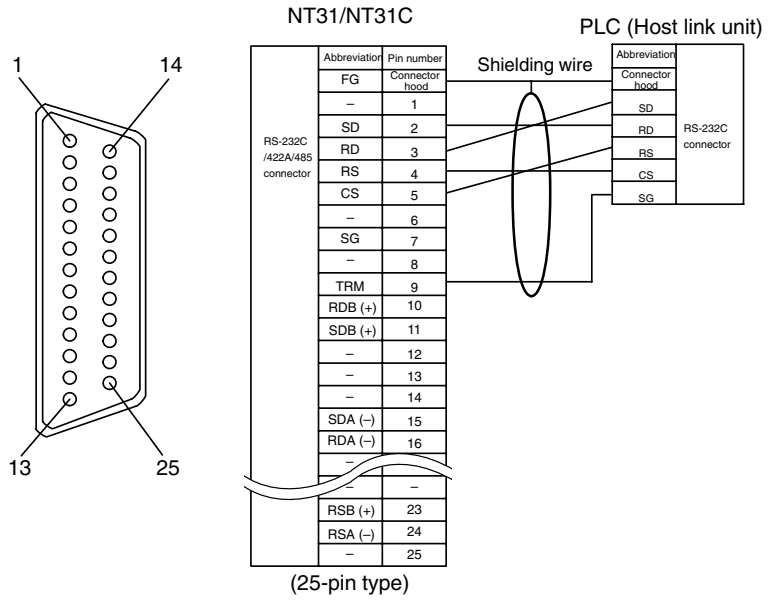 NT31/NT31C
PLC (Host link unit)
1
14
13
25
RS-232C
/422A/485
connector
Abbreviation Pin number
FG Connector hood
– 1
SD 2
RD 3
RS 4
CS 5
– 6
SG 7
– 8
TRM 9
RDB (+) 10
SDB (+) 11
– 12
– 13
– 14
SDA (–) 15
RDA (–) 16
–
– –
RSB (+) 23
RSA (–) 24
– 25
(25-pin type)
Shielding wire
Abbreviation
Connector
hood
SD
RD
RS
CS
SG
RS-232C
connector